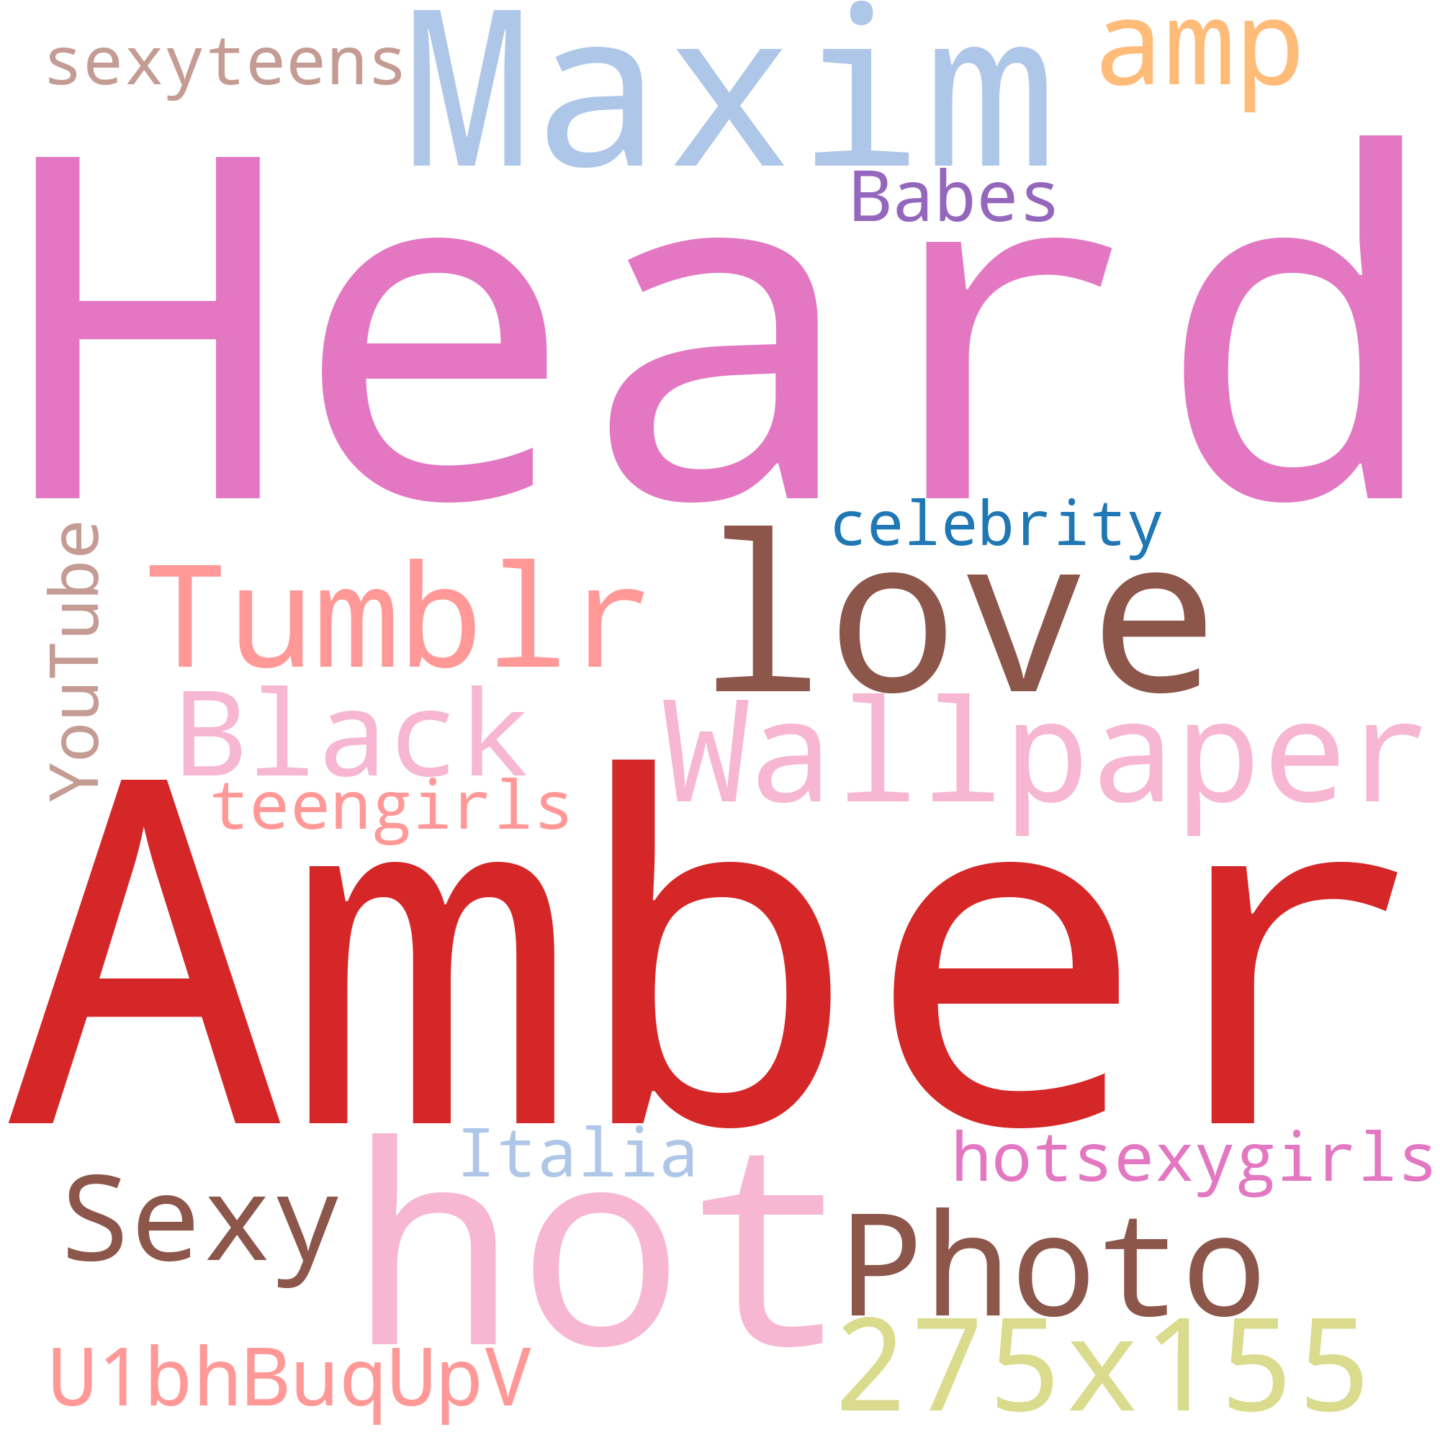 sexyteens
Maxim
amp
Babes
Heard
celebrity
YouTube
Tumblr
love
Black
Wallpaper
teengirls
Amber
Italia
hotsexygirls
Sexy
hot
Photo
U1bhBuqUpV
275x155